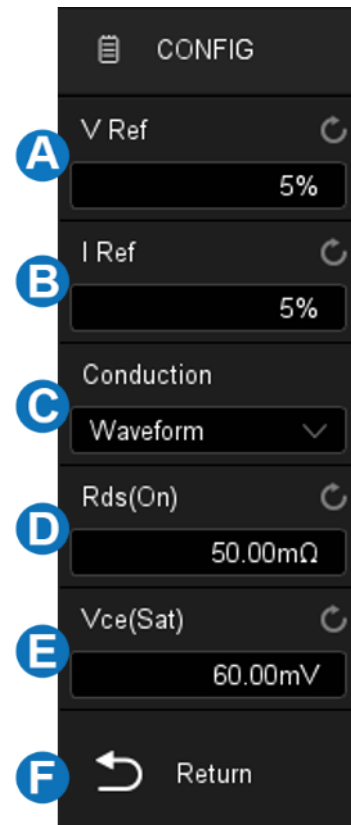 CONFIG
A
V Ref
5%
B
I Ref
5%
C
Conduction
Waveform
D
Rds(On)
50.00mΩ
E
Vce(Sat)
60.00mV
F
Return